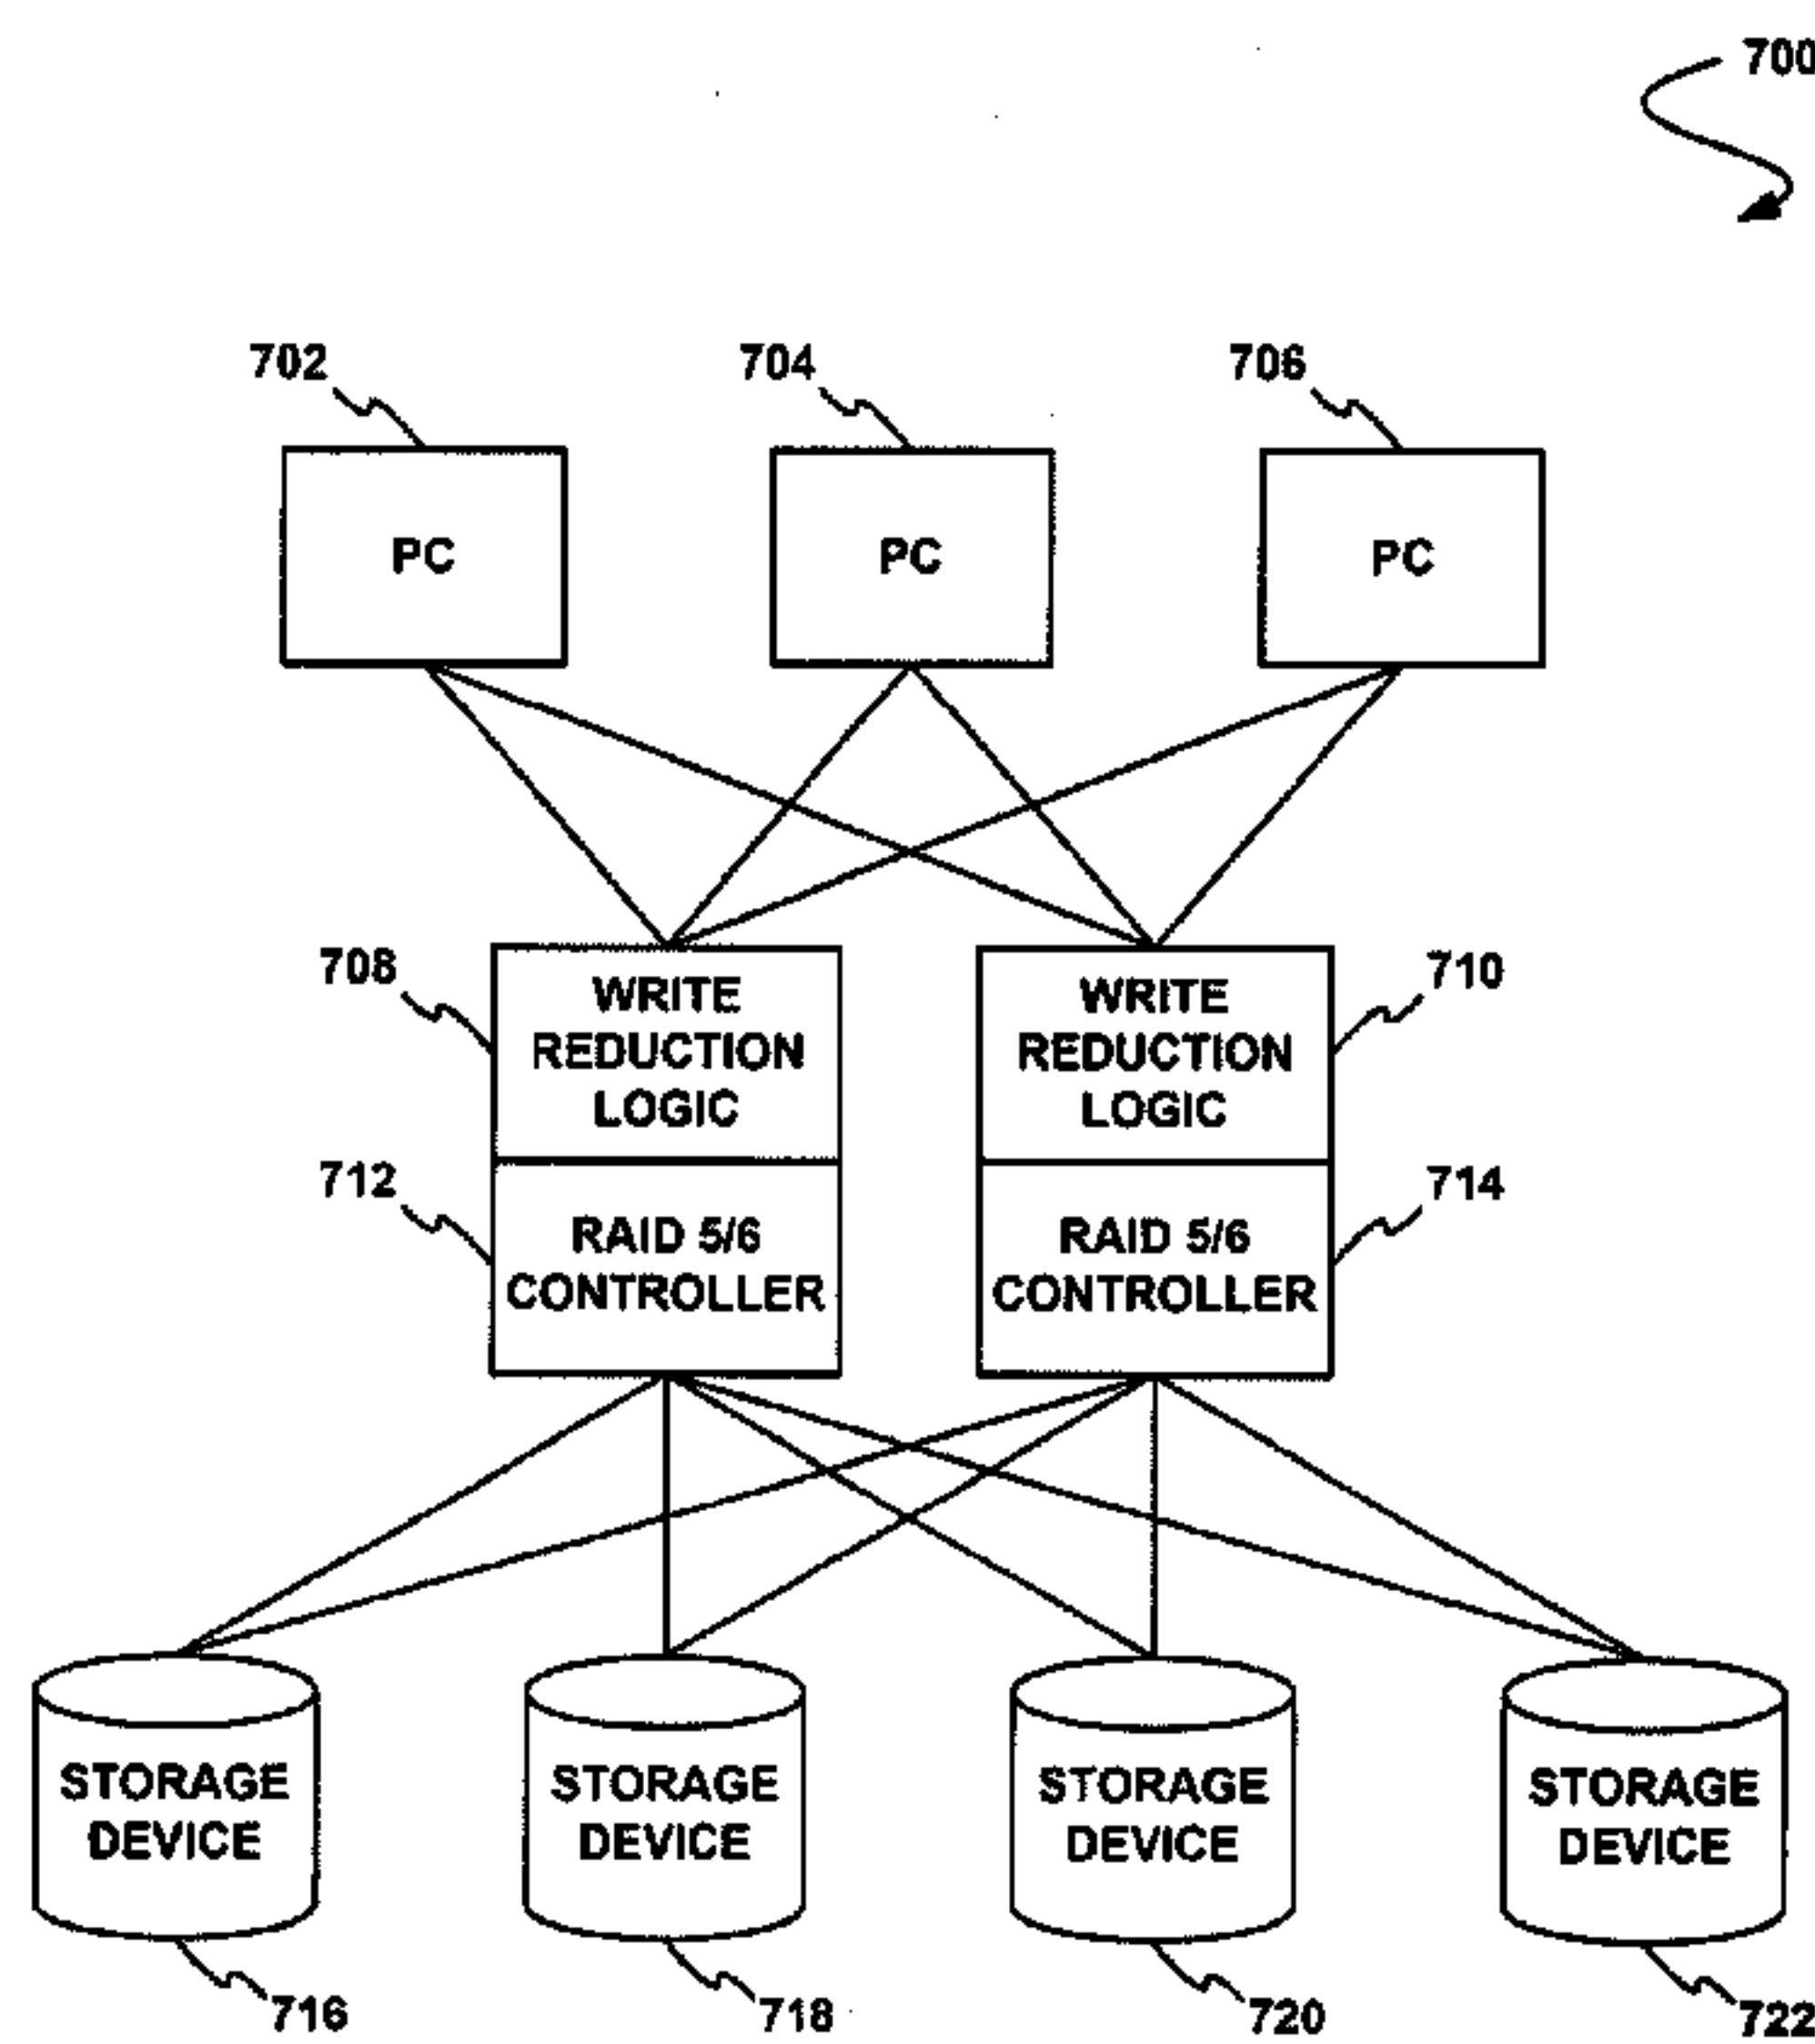 700
702
704
706
PC
PC
PC
708
WRITE
REDUCTION
LOGIC
WRITE
REDUCTION
LOGIC
710
712
RAID 5/6
CONTROLLER
RAID 5/6
CONTROLLER
714
STORAGE
DEVICE
STORAGE
DEVICE
STORAGE
DEVICE
STORAGE
DEVICE
716
718
720
722